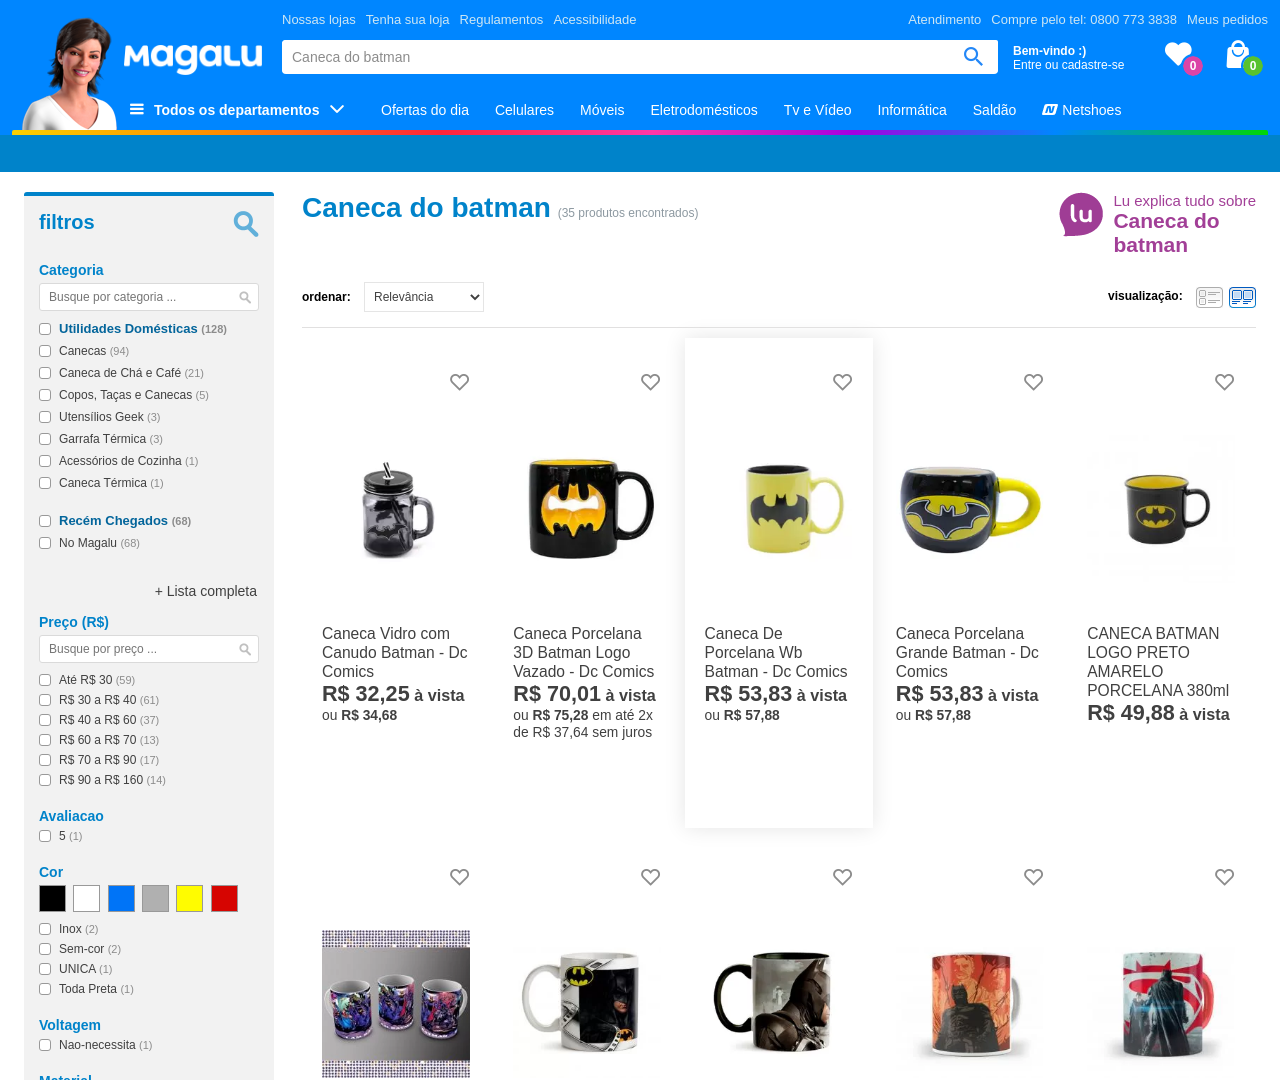 Nossas lojas Tenha sua loja Regulamentos Acessibilidade Atendimento Compre pelo tel: 0800 773 3838 Meus pedidos
MAGALU
Caneca do batman
Bem-vindo :)
Entre ou cadastre-se
0
0
Todos os departamentos Ofertas do dia Celulares Móveis Eletrodomésticos Tv e Vídeo Informática Saldão Netshoes
filtros
Categoria
Busque por categoria ...
Utilidades Domésticas (128)
Canecas (94)
Caneca de Chá e Café (21)
Copos, Taças e Canecas (5)
Utensílios Geek (3)
Garrafa Térmica (3)
Acessórios de Cozinha (1)
Caneca Térmica (1)
Recém Chegados (68)
No Magalu (68)
+ Lista completa
Preço (R$)
Busque por preço ...
Até R$ 30 (59)
R$ 30 a R$ 40 (61)
R$ 40 a R$ 60 (37)
R$ 60 a R$ 70 (13)
R$ 70 a R$ 90 (17)
R$ 90 a R$ 160 (14)
Avaliacao
5 (1)
Cor
Inox (2)
Sem-cor (2)
UNICA (1)
Toda Preta (1)
Voltagem
Nao-necessita (1)
Material
Caneca do batman (35 produtos encontrados)
lu
Lu explica tudo sobre
Caneca do
batman
ordenar: Relevância
visualização:
Caneca Vidro com
Canudo Batman - Dc
Comics
R$ 32,25 à vista
ou R$ 34,68
Caneca Porcelana
3D Batman Logo
Vazado - Dc Comics
R$ 70,01 à vista
ou R$ 75,28 em até 2x
de R$ 37,64 sem juros
Caneca De
Porcelana Wb
Batman - Dc Comics
R$ 53,83 à vista
ou R$ 57,88
Caneca Porcelana
Grande Batman - Dc
Comics
R$ 53,83 à vista
ou R$ 57,88
CANECA BATMAN
LOGO PRETO
AMARELO
PORCELANA 380ml
R$ 49,88 à vista